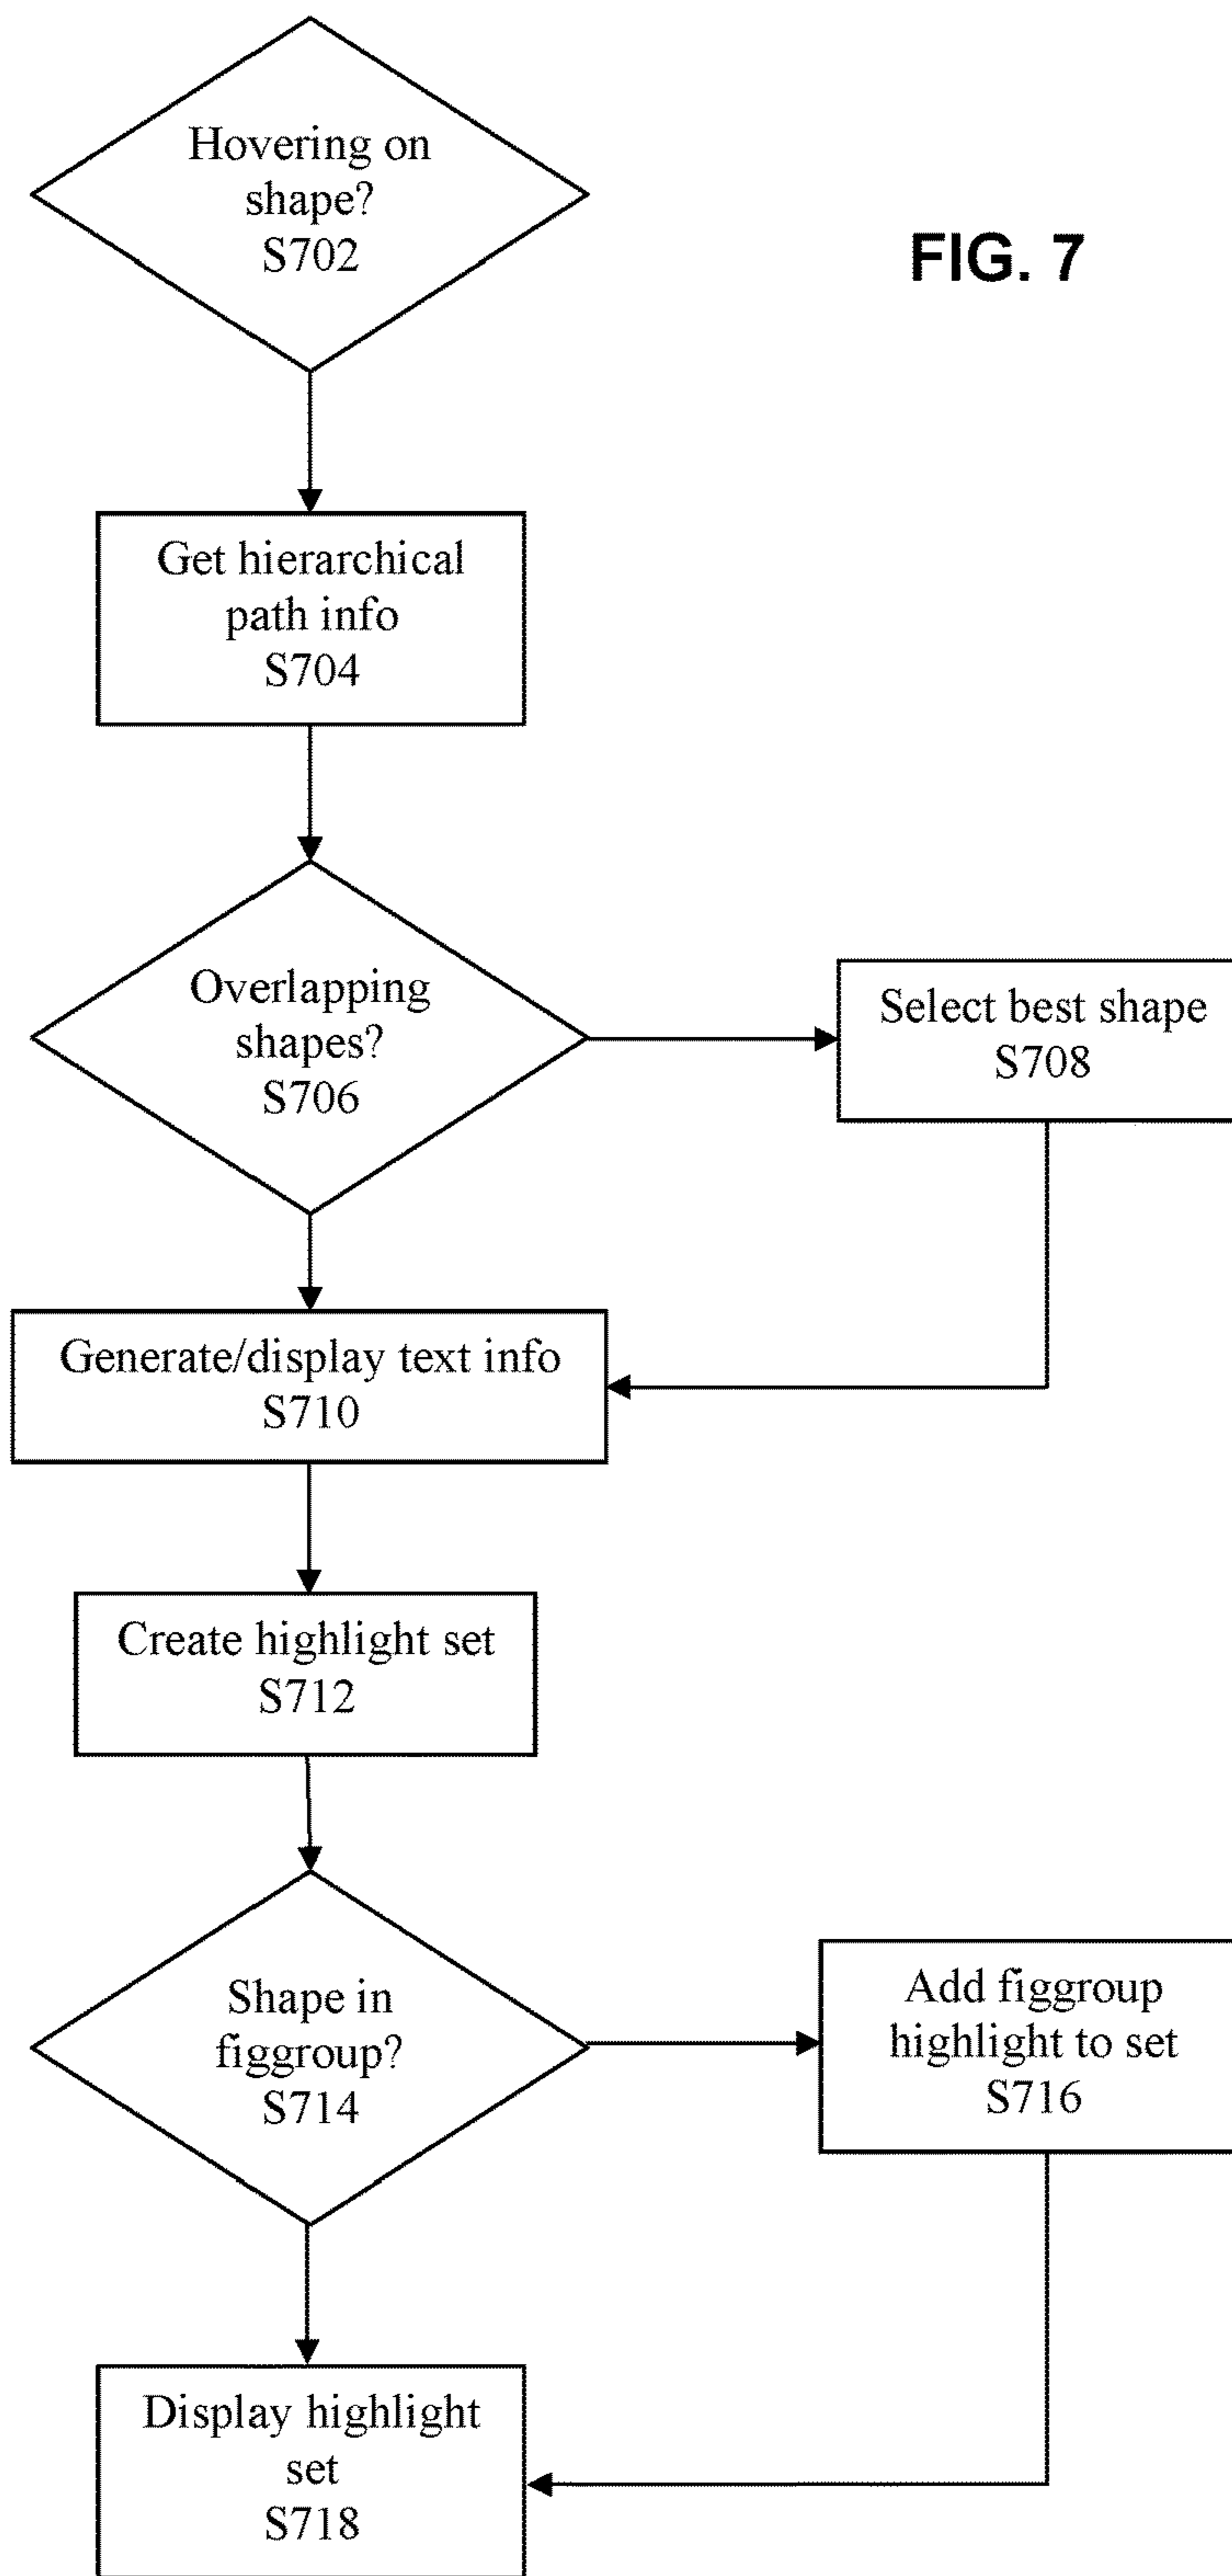 Hovering on
shape?
S702
FIG. 7
Get hierarchical
path info
S704
Overlapping
shapes?
S706
Select best shape
S708
Generate/display text info
S710
Create highlight set
S712
Shape in
figgroup?
S714
Add figgroup
highlight to set
S716
Display highlight
set
S718